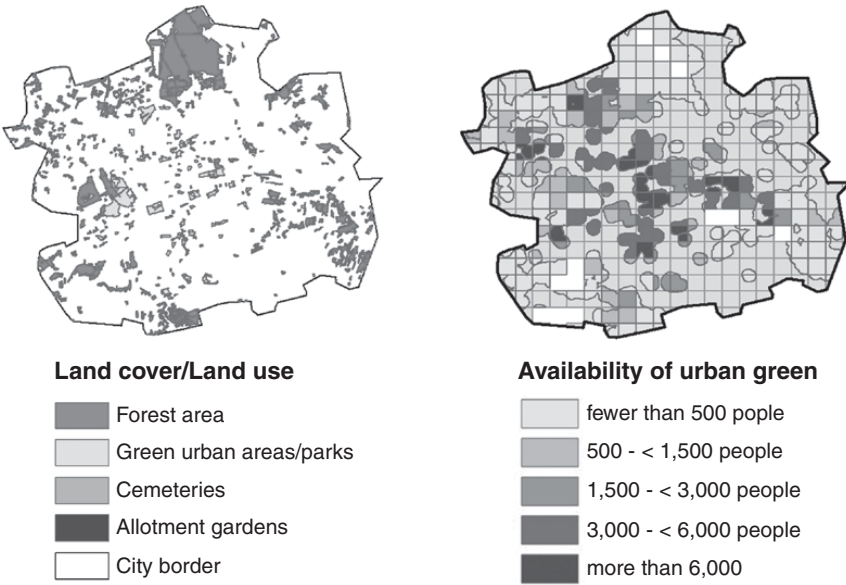 Land cover/Land use
Forest area
Green urban areas/parks
Cemeteries
Allotment gardens
City border
Availability of urban green
fewer than 500 pople
500 - < 1,500 people
1,500 - < 3,000 people
3,000 - < 6,000 people
more than 6,000